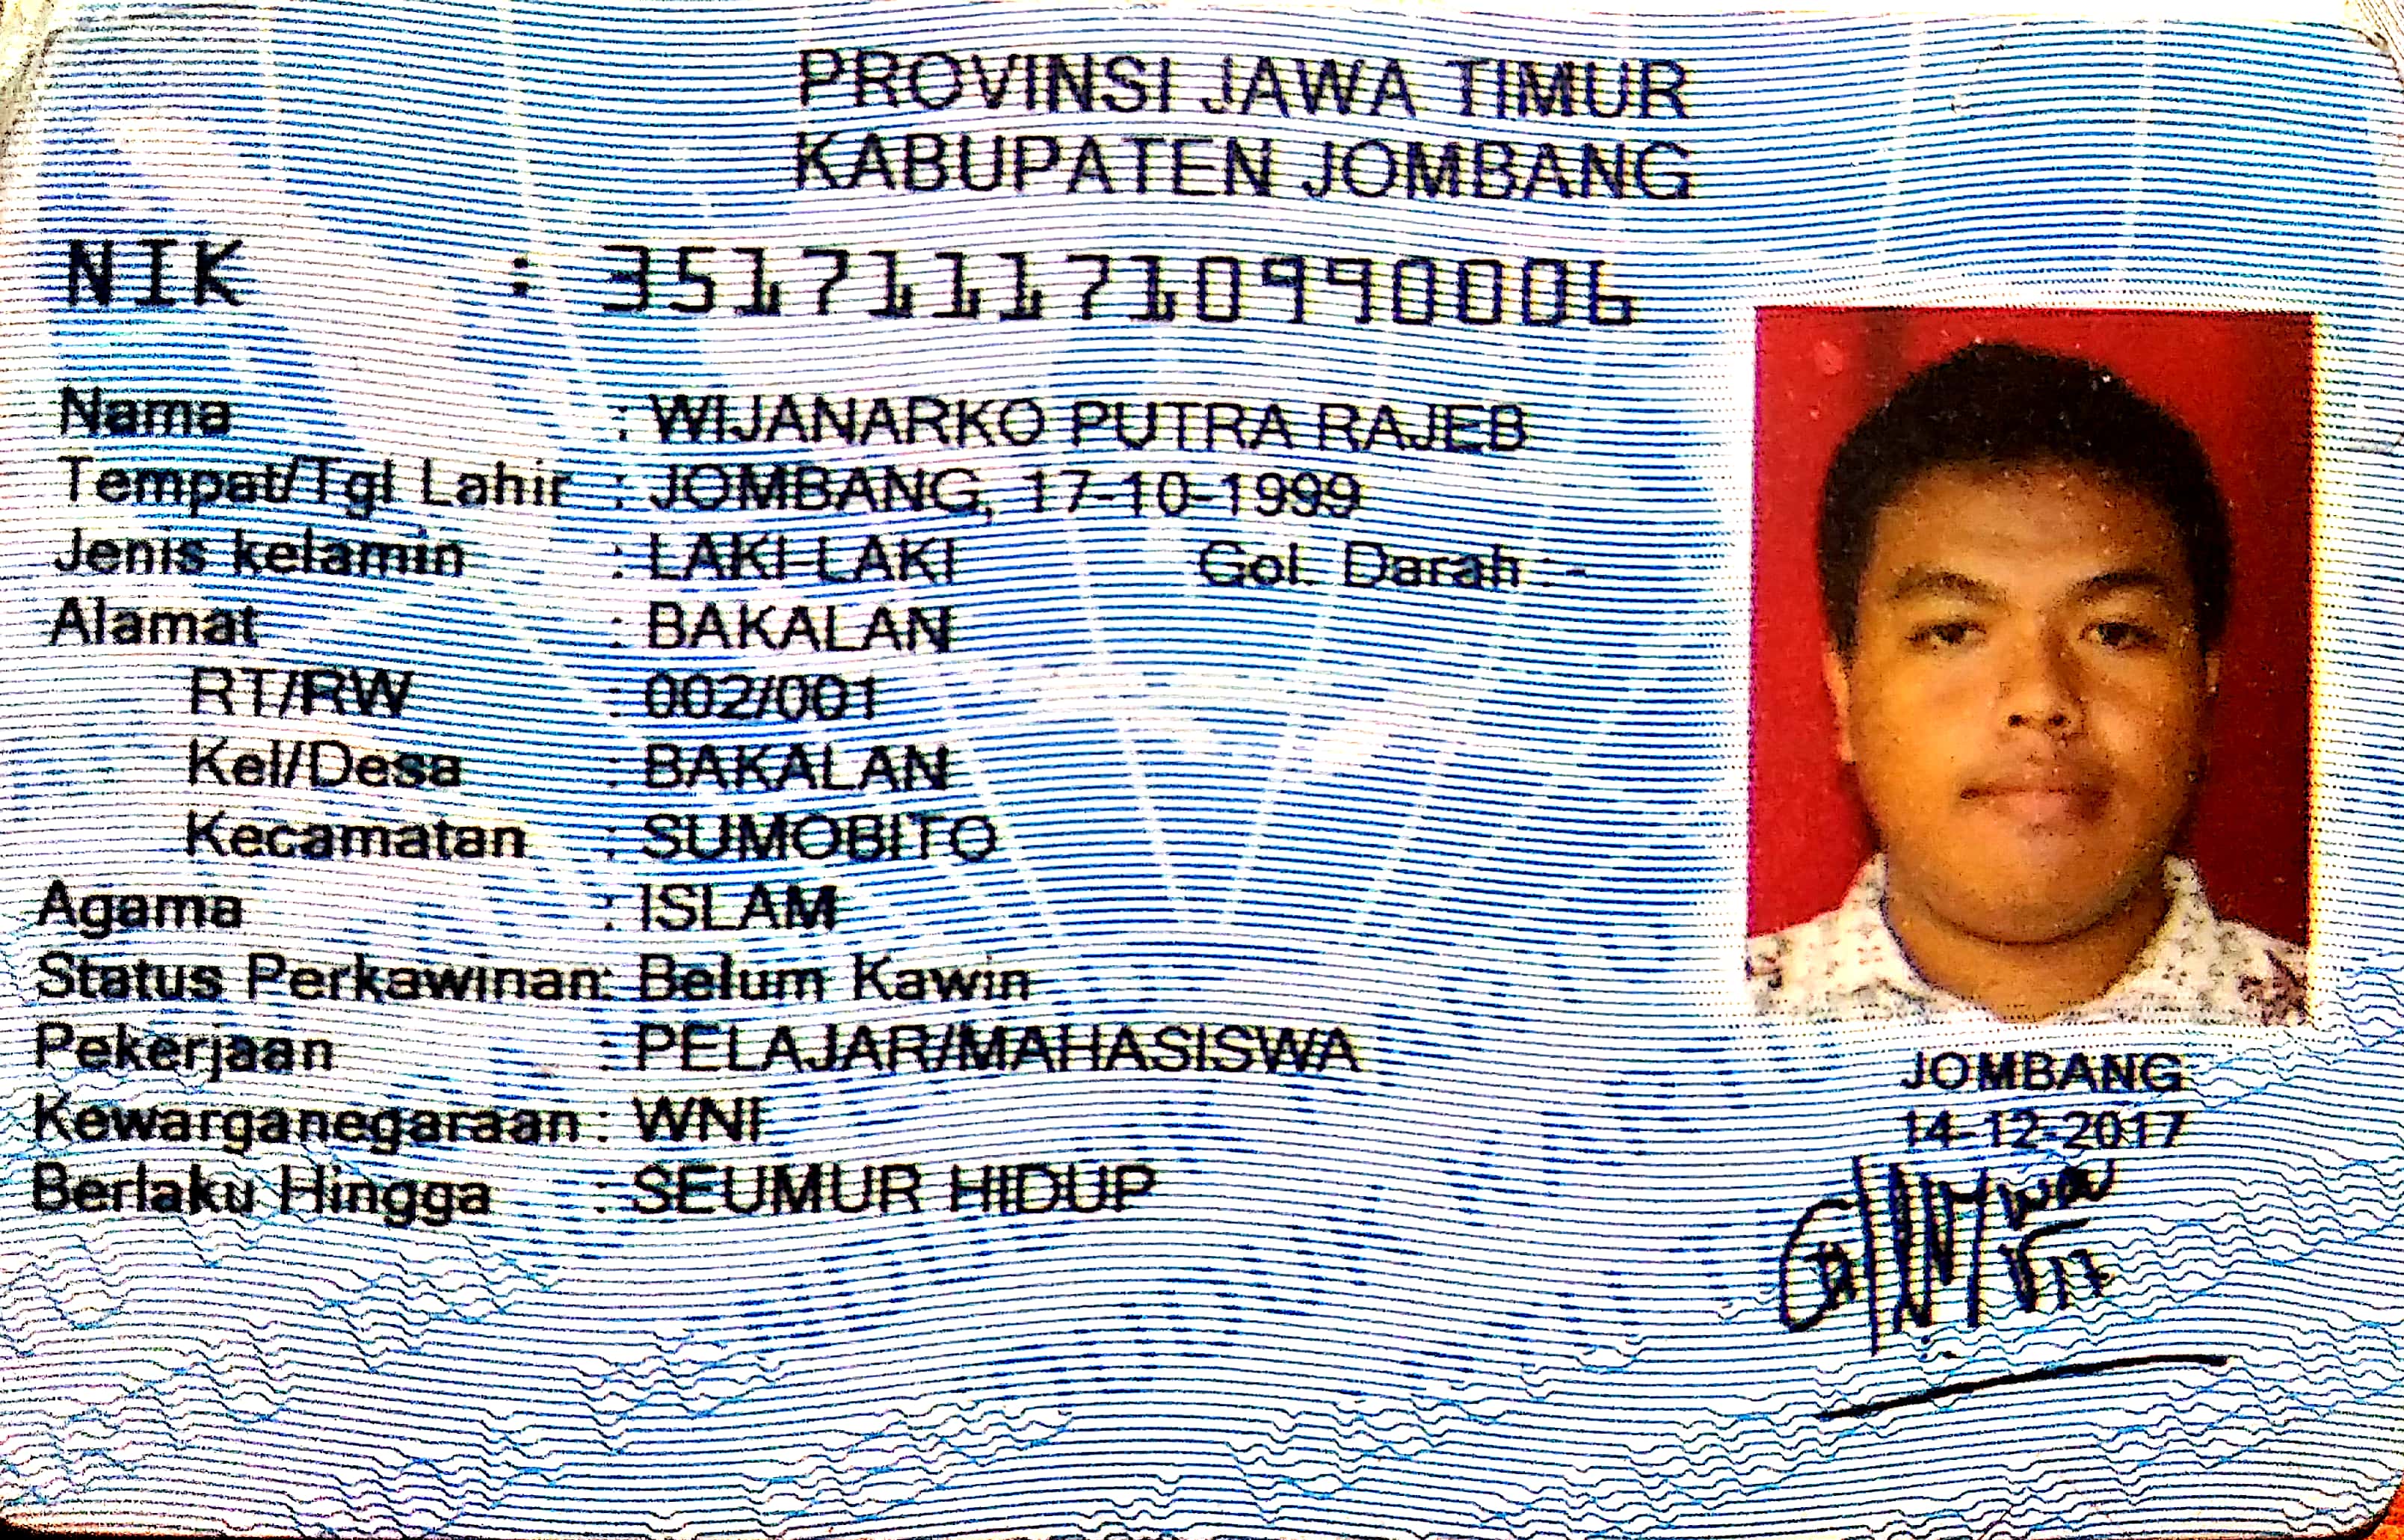 PROVINSI JAWA TIMUR
KABUPATEN JOMBANG
NIK : 3517111710990006
Nama : WIJANARKO PUTRA RAJEB
Tempat/Tgl Lahir : JOMBANG, 17-10-1999
Jenis kelamin : LAKI-LAKI Gol. Darah : -
Alamat : BAKALAN
RT/RW : 002/001
Kel/Desa : BAKALAN
Kecamatan : SUMOBITO
Agama : ISLAM
Status Perkawinan: Belum Kawin
Pekerjaan : PELAJAR/MAHASISWA
Kewarganegaraan : WNI
Berlaku Hingga : SEUMUR HIDUP
JOMBANG
14-12-2017